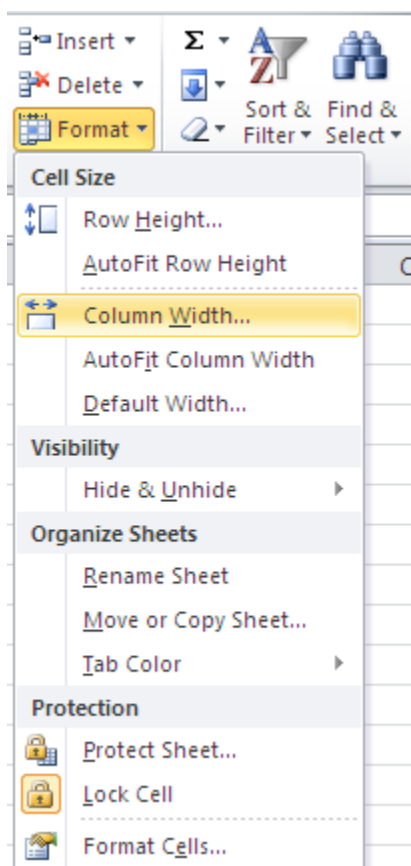 Insert
Delete
Format
Σ
AZ
Sort & Filter
Find & Select
Cell Size
Row Height...
AutoFit Row Height
Column Width...
AutoFit Column Width
Default Width...
Visibility
Hide & Unhide
Organize Sheets
Rename Sheet
Move or Copy Sheet...
Tab Color
Protection
Protect Sheet...
Lock Cell
Format Cells...